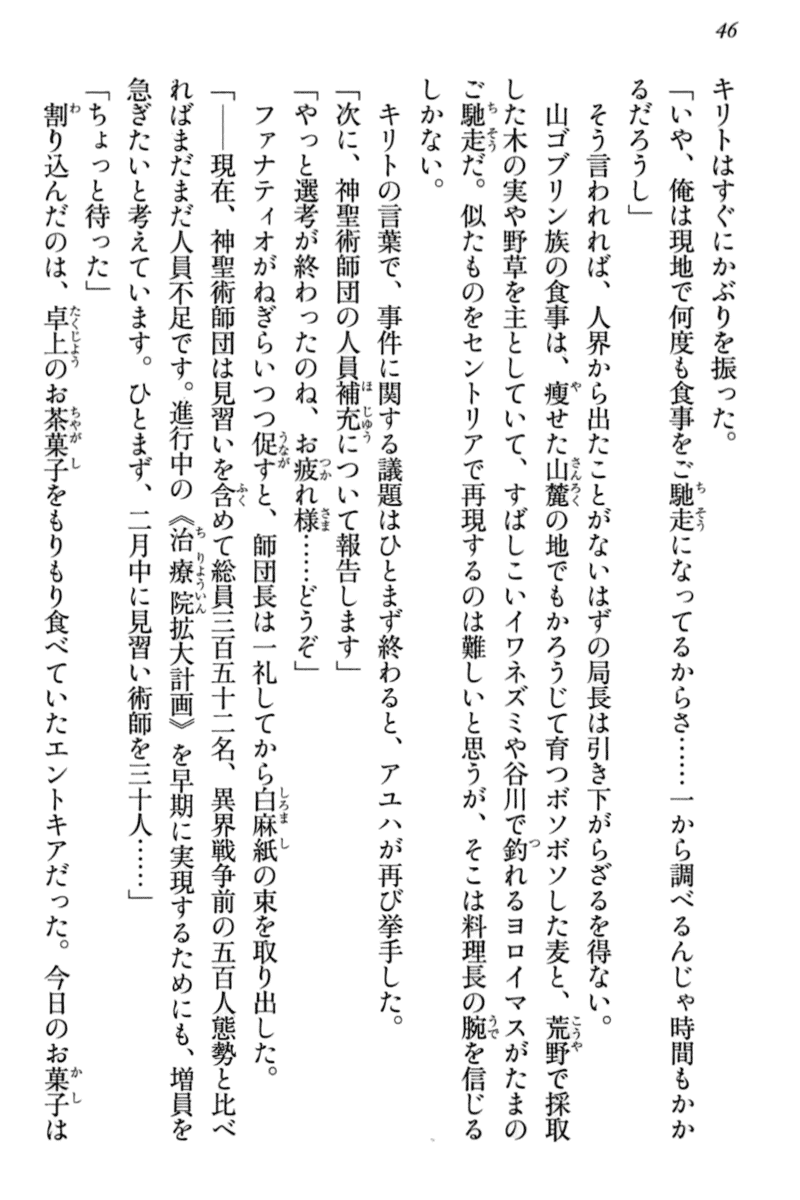 46
キリトはすぐにかぶりを振った。
「いや、俺は現地で何度も食事をご馳走になってるからさ……一から調べるんじゃ時間もかか
るだろうし」
そう言われれば、人界から出たことがないはずの局長は引き下がらざるを得ない。
山ゴブリン族の食事は、痩せた山麓の地でもかろうじて育つボソボソした麦と、荒野で採取
した木の実や野草を主としていて、すばしこいイワネズミや谷川で釣れるヨロイマスがたまの
ご馳走だ。似たものをセントリアで再現するのは難しいと思うが、そこは料理長の腕を信じる
しかない。
キリトの言葉で、事件に関する議題はひとまず終わると、アユハが再び挙手した。
「次に、神聖術師団の人員補充について報告します」
「やっと選考が終わったのね、お疲れ様……どうぞ」
ファナティオがねぎらいつつ促すと、師団長は一礼してから白麻紙の束を取り出した。
「――現在、神聖術師団は見習いを含めて総員三百五十二名、異界戦争前の五百人態勢と比べ
ればまだまだ人員不足です。進行中の《治療院拡大計画》を早期に実現するためにも、増員を
急ぎたいと考えています。ひとまず、二月中に見習い術師を三十人……」
「ちょっと待った」
割り込んだのは、卓上のお茶菓子をもりもり食べていたエントキアだった。今日のお菓子は